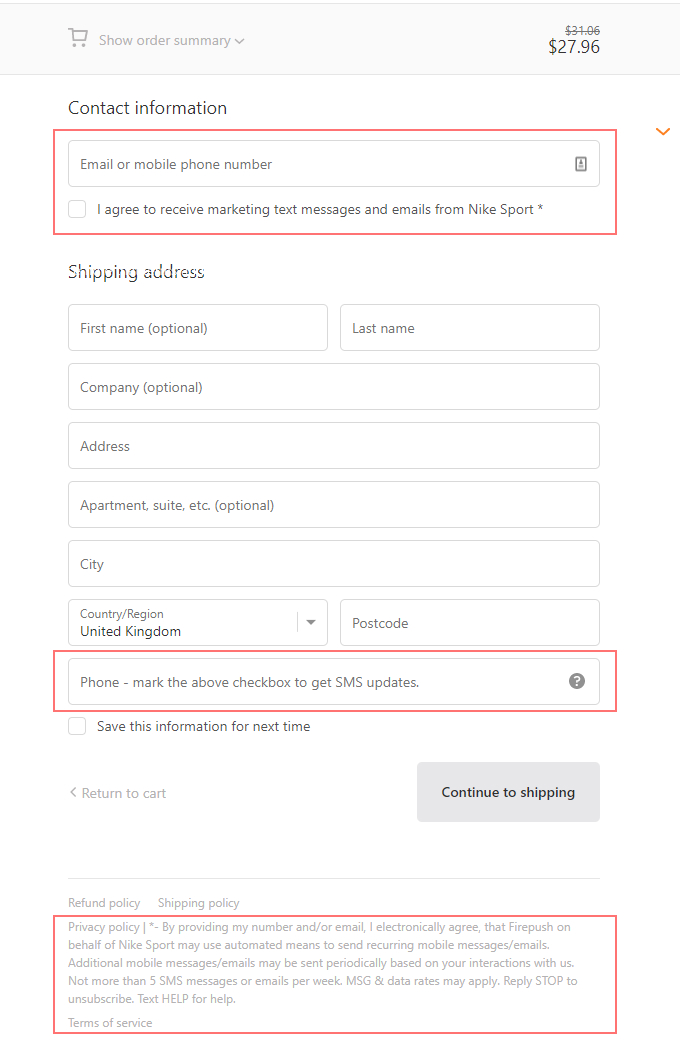 Show order summary
$31.06
$27.96
Contact information
Email or mobile phone number
I agree to receive marketing text messages and emails from Nike Sport *
Shipping address
First name (optional)
Last name
Company (optional)
Address
Apartment, suite, etc. (optional)
City
Country/Region
United Kingdom
Postcode
Phone - mark the above checkbox to get SMS updates.
?
Save this information for next time
Return to cart
Continue to shipping
Refund policy Shipping policy
Privacy policy | *- By providing my number and/or email, I electronically agree, that Firepush on
behalf of Nike Sport may use automated means to send recurring mobile messages/emails.
Additional mobile messages/emails may be sent periodically based on your interactions with us.
Not more than 5 SMS messages or emails per week. MSG & data rates may apply. Reply STOP to
unsubscribe. Text HELP for help.
Terms of service